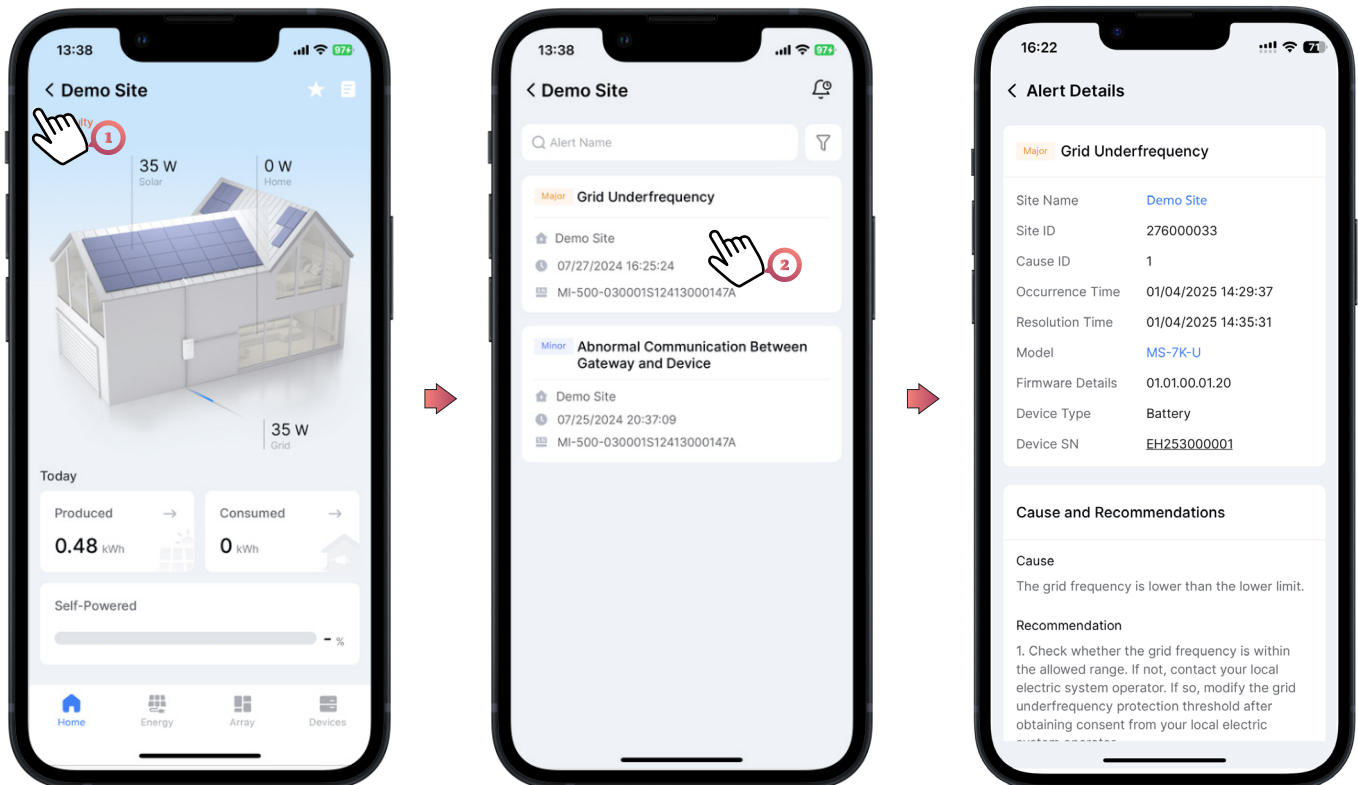 13:38
97
Demo Site
1
35 W
Solar
0 W
Home
35 W
Grid
Today
Produced
0.48 kWh
Consumed
0 kWh
Self-Powered
- %
Home
Energy
Array
Devices
13:38
97
Demo Site
Alert Name
Major Grid Underfrequency
Demo Site
07/27/2024 16:25:24
MI-500-030001S12413000147A
2
Minor Abnormal Communication Between
Gateway and Device
Demo Site
07/25/2024 20:37:09
MI-500-030001S12413000147A
16:22
71
Alert Details
Major Grid Underfrequency
Site Name Demo Site
Site ID 276000033
Cause ID 1
Occurrence Time 01/04/2025 14:29:37
Resolution Time 01/04/2025 14:35:31
Model MS-7K-U
Firmware Details 01.01.00.01.20
Device Type Battery
Device SN EH253000001
Cause and Recommendations
Cause
The grid frequency is lower than the lower limit.
Recommendation
1. Check whether the grid frequency is within
the allowed range. If not, contact your local
electric system operator. If so, modify the grid
underfrequency protection threshold after
obtaining consent from your local electric